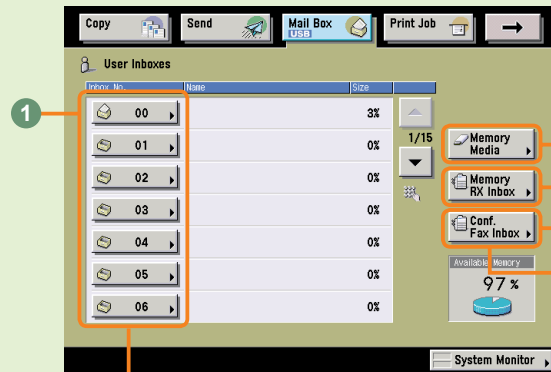 Copy Send Mail Box USB Print Job
User Inboxes
Inbox No. Name Size
1
00 3%
01 0%
1/15
02 0%
03 0%
04 0%
05 0%
06 0%
Memory
Media
Memory
RX Inbox
Conf.
Fax Inbox
Available Memory
97 %
System Monitor